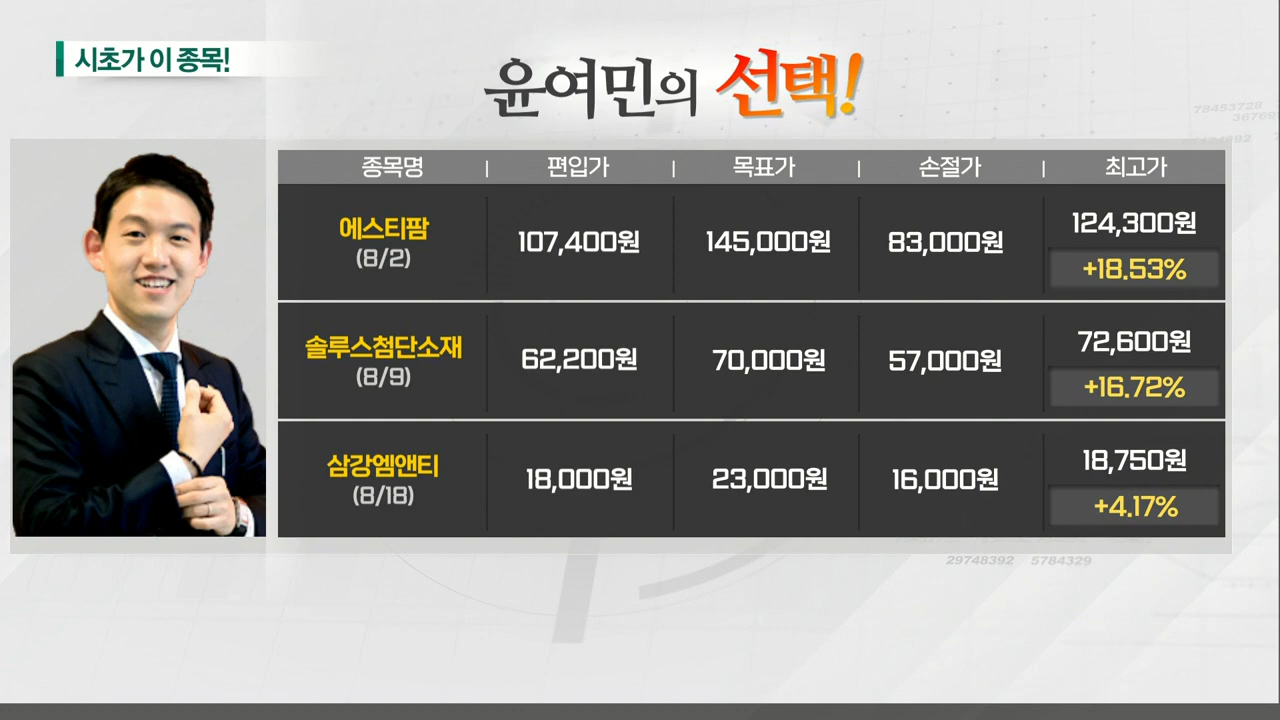 시초가 이 종목!
윤여민의 선택!
78453729
종목명 | 편입가 | 목표가 | 손절가 | 최고가
에스티팜
(8/2)
107,400원
145,000원
83,000원
124,300원
+18.53%
솔루스첨단소재
(8/9)
62,200원
70,000원
57,000원
72,600원
+16.72%
삼강엠앤티
(8/18)
18,000원
23,000원
16,000원
18,750원
+4.17%
29748392 5784329